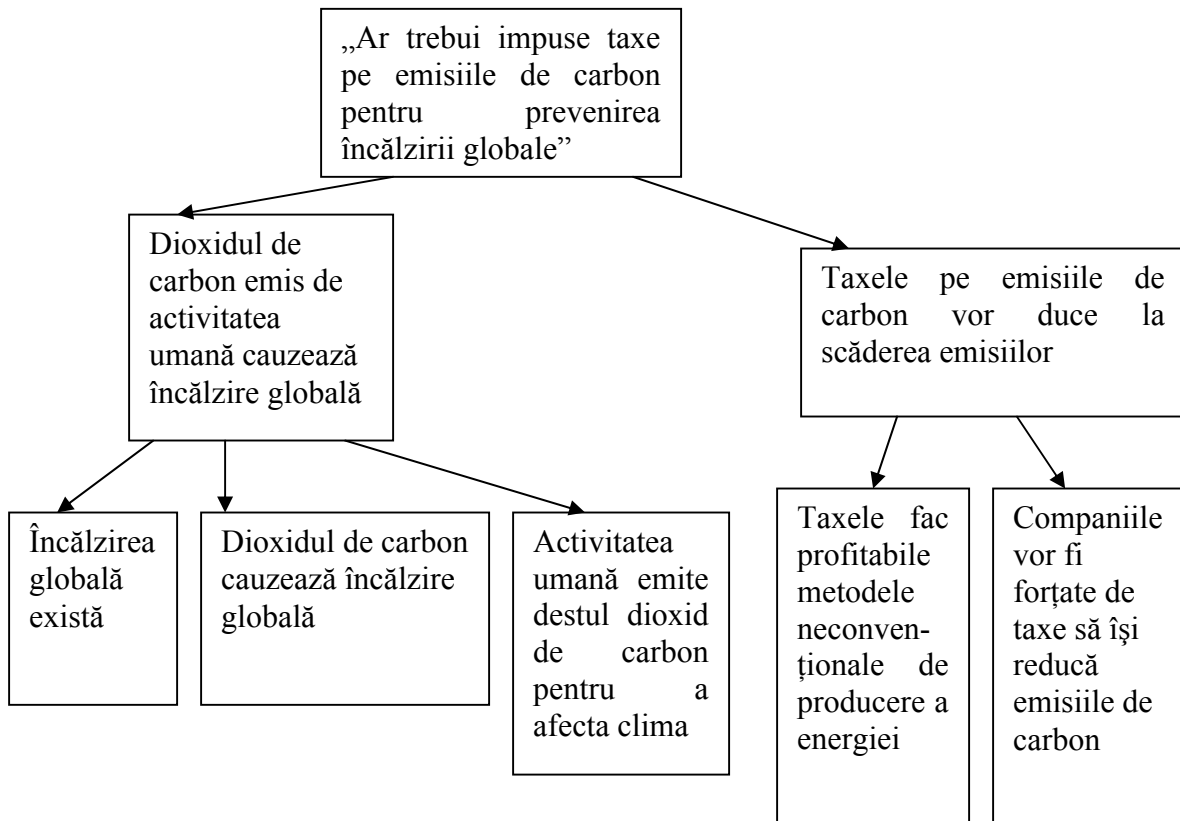 „Ar trebui impuse taxe
pe emisiile de carbon
pentru prevenirea
încălzirii globale”
Dioxidul de
carbon emis de
activitatea
umană cauzează
încălzire globală
Taxele pe emisiile de
carbon vor duce la
scăderea emisiilor
Încălzirea
globală
există
Dioxidul de carbon
cauzează încălzire
globală
Activitatea
umană emite
destul dioxid
de carbon
pentru a
afecta clima
Taxele fac
profitabile
metodele
neconven-
ționale de
producere a
energiei
Companiile
vor fi
forțate de
taxe să îşi
reducă
emisiile de
carbon